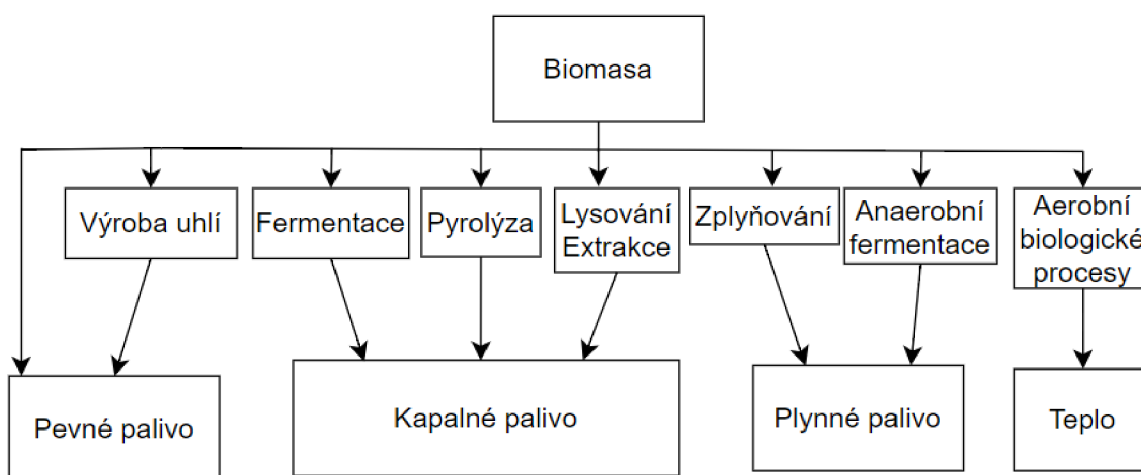 Biomasa
Výroba uhlí
Fermentace
Pyrolýza
Lysování
Extrakce
Zplyňování
Anaerobní
fermentace
Aerobní
biologické
procesy
Pevné palivo
Kapalné palivo
Plynné palivo
Teplo